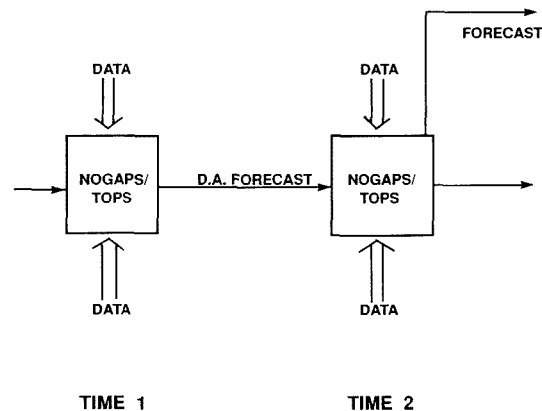 FORECAST
DATA
DATA
NOGAPS/
TOPS
D.A. FORECAST
NOGAPS/
TOPS
DATA
DATA
TIME 1
TIME 2